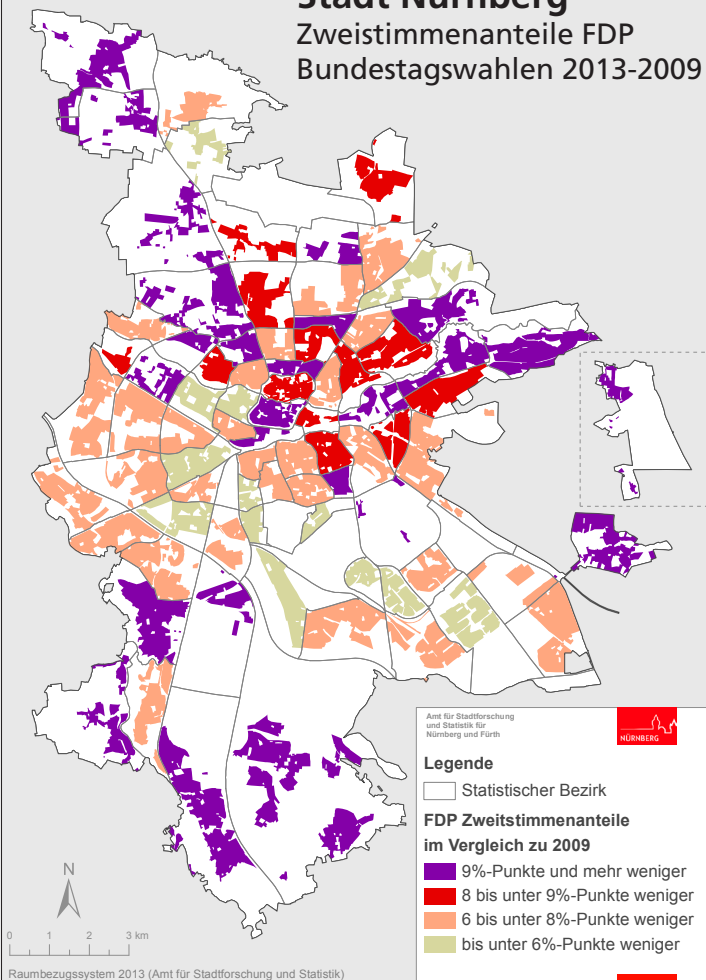 Stadt Nürnberg
Zweistimmenanteile FDP
Bundestagswahlen 2013-2009
Amt für Stadtforschung
und Statistik für
Nürnberg und Fürth
NÜRNBERG
Legende
Statistischer Bezirk
FDP Zweitstimmenanteile
im Vergleich zu 2009
9%-Punkte und mehr weniger
8 bis unter 9%-Punkte weniger
6 bis unter 8%-Punkte weniger
bis unter 6%-Punkte weniger
N
0 1 2 3 km
Raumbezugssystem 2013 (Amt für Stadtforschung und Statistik)